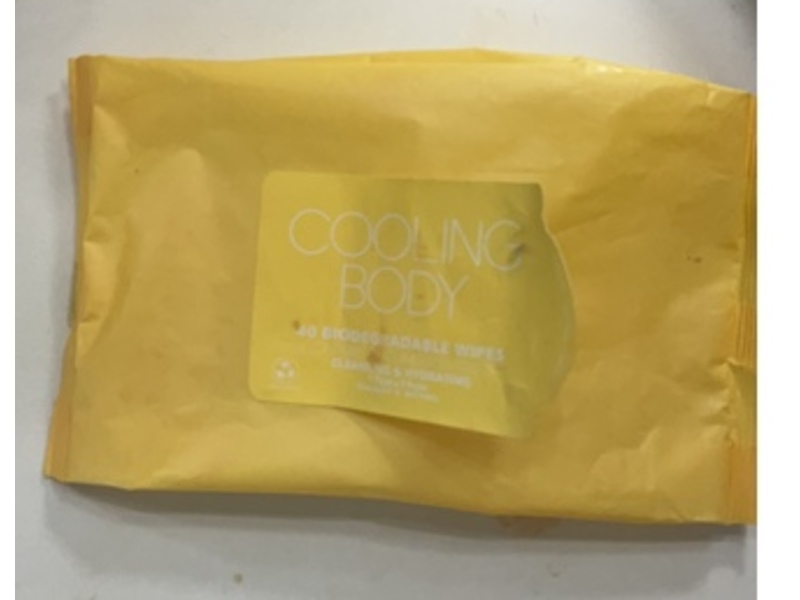 COOLING
BODY
40 BIODEGRADABLE WIPES
CLEANSING & HYDRATING